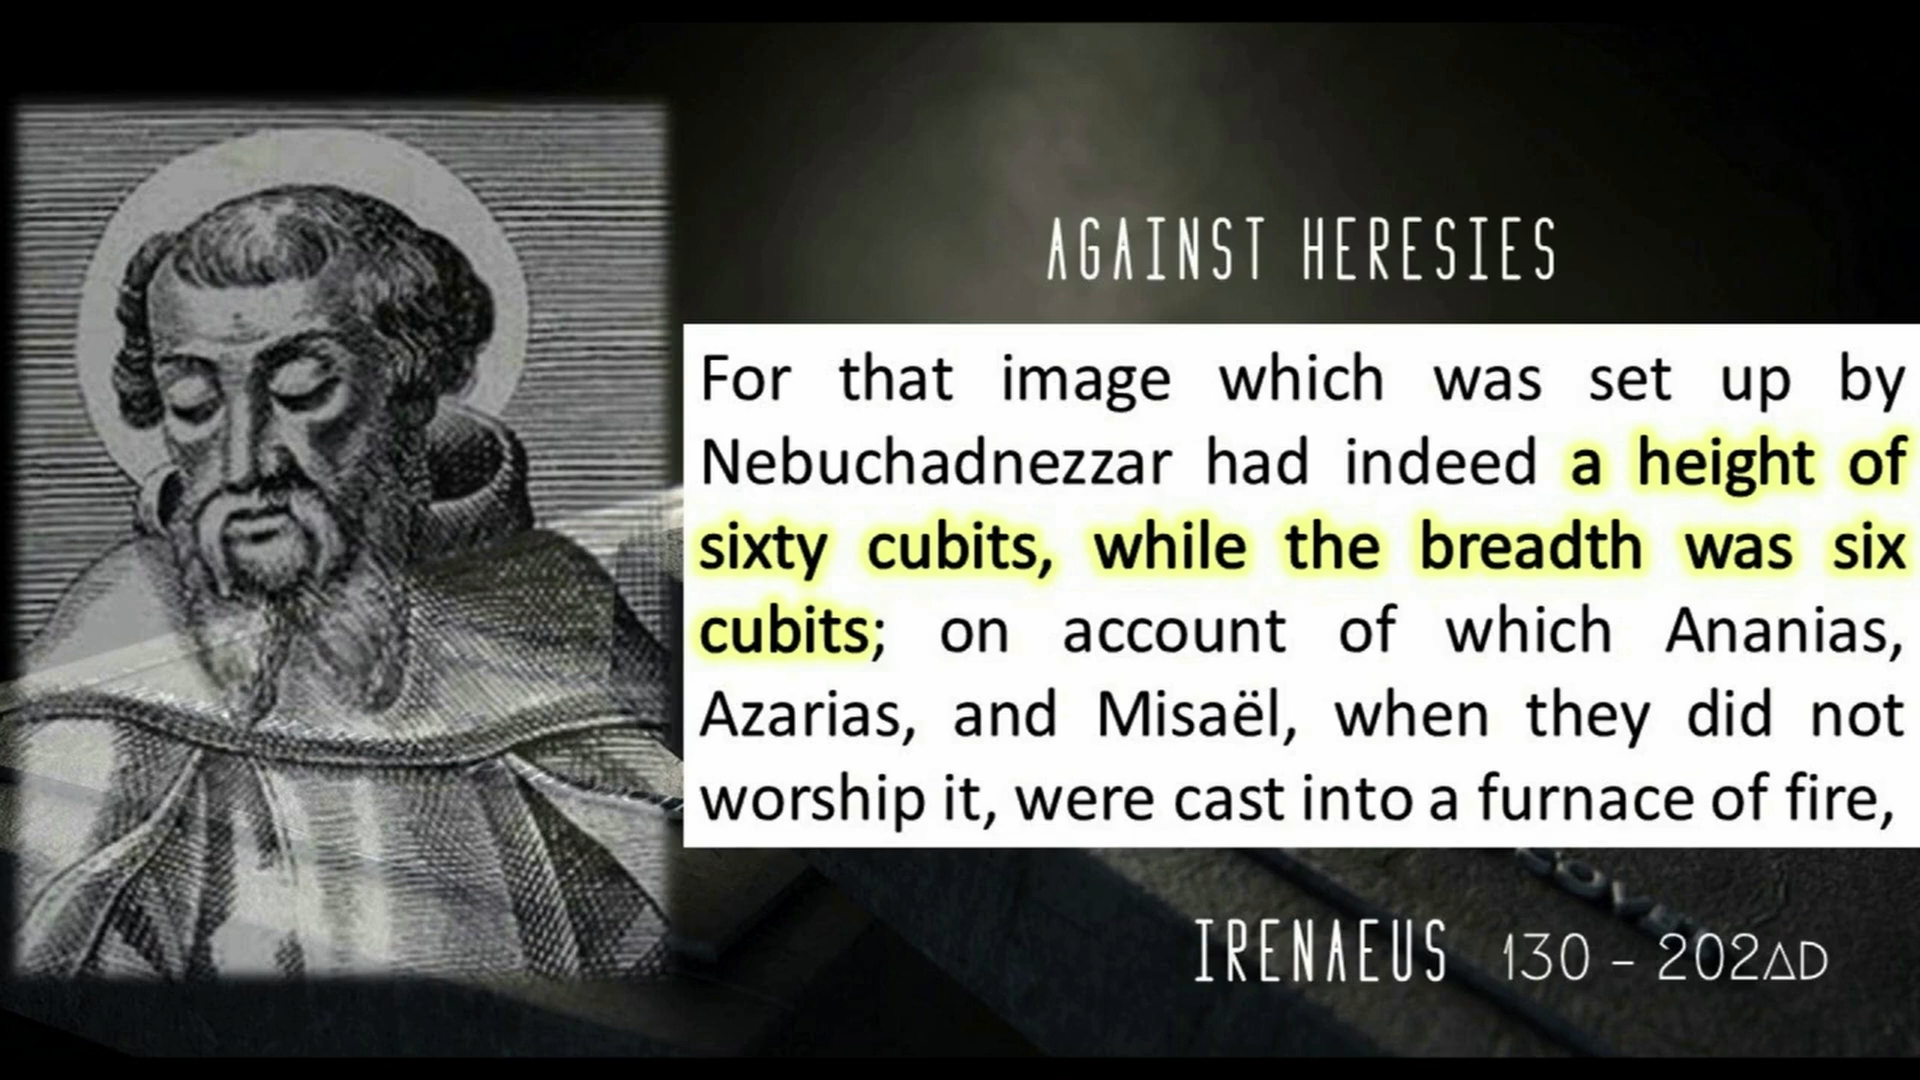 AGAINST HERESIES
For that image which was set up by
Nebuchadnezzar had indeed a height of
sixty cubits, while the breadth was six
cubits; on account of which Ananias,
Azarias, and Misaël, when they did not
worship it, were cast into a furnace of fire,
IRENAEUS 130 - 202AD